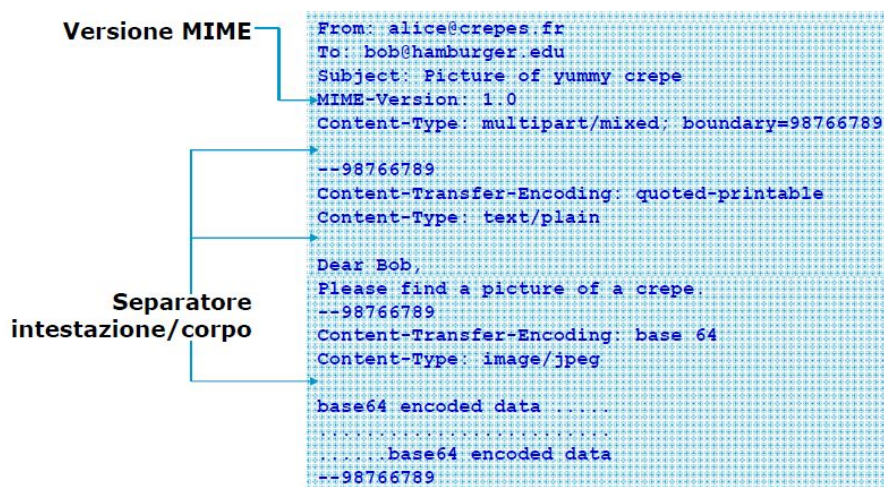 Versione MIME
From: alice@crepes.fr
To: bob@hamburger.edu
Subject: Picture of yummy crepe
MIME-Version: 1.0
Content-Type: multipart/mixed; boundary=98766789
--98766789
Content-Transfer-Encoding: quoted-printable
Content-Type: text/plain
Dear Bob,
Please find a picture of a crepe.
--98766789
Content-Transfer-Encoding: base 64
Content-Type: image/jpeg
base64 encoded data .....
.........................
......base64 encoded data
--98766789
Separatore
intestazione/corpo